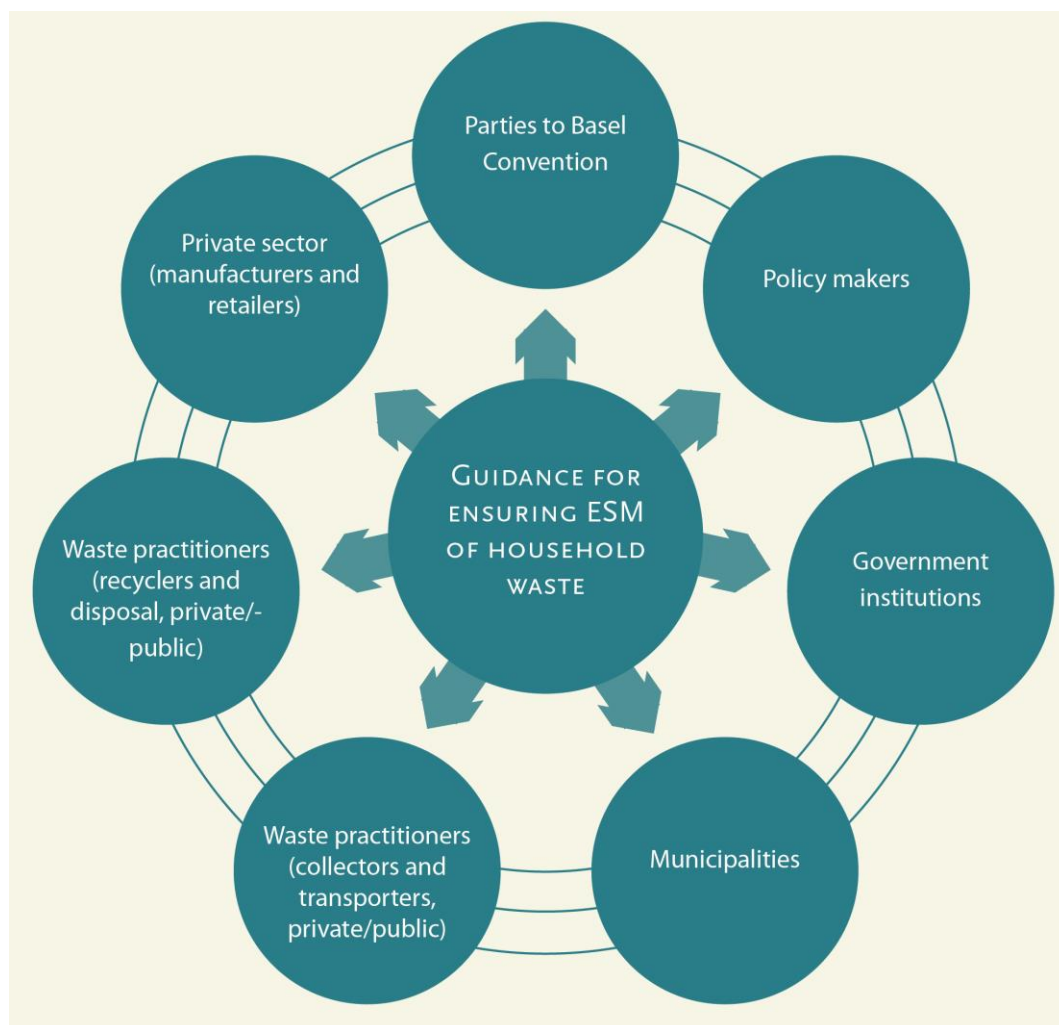 Parties to Basel
Convention
Policy makers
Government
institutions
Municipalities
Waste practitioners
(collectors and
transporters,
private/public)
Waste practitioners
(recyclers and
disposal, private/-
public)
Private sector
(manufacturers and
retailers)
GUIDANCE FOR
ENSURING ESM
OF HOUSEHOLD
WASTE